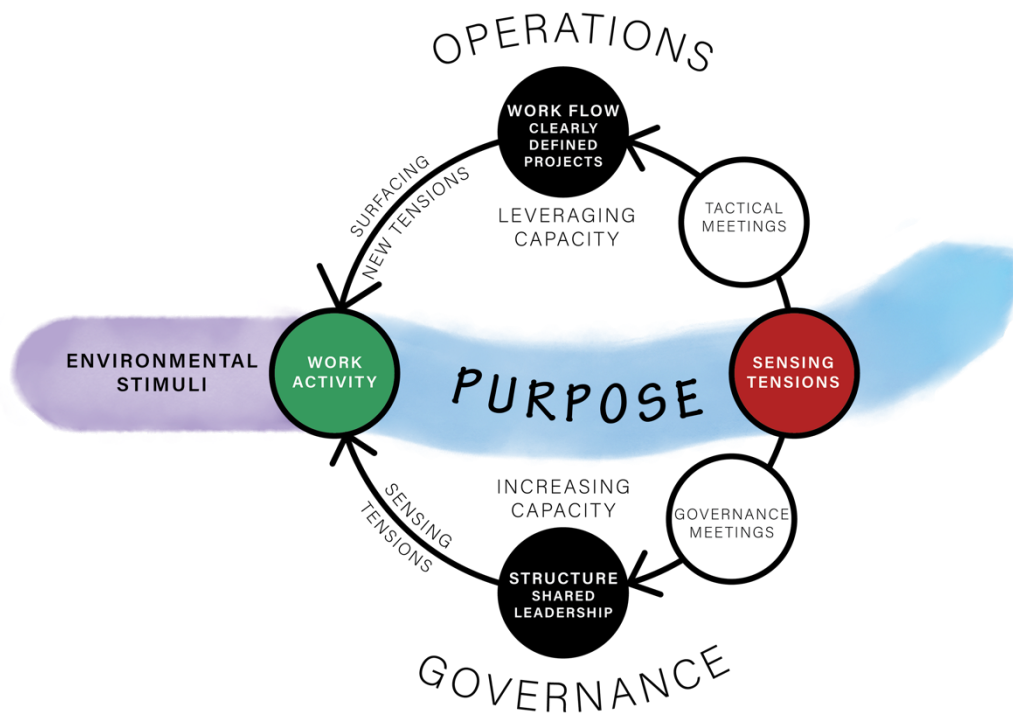 OPERATIONS
WORK FLOW
CLEARLY
DEFINED
PROJECTS
SURFACING
NEW TENSIONS
LEVERAGING
CAPACITY
TACTICAL
MEETINGS
ENVIRONMENTAL
STIMULI
WORK
ACTIVITY
PURPOSE
SENSING
TENSIONS
INCREASING
CAPACITY
SENSING
TENSIONS
GOVERNANCE
MEETINGS
STRUCTURE
SHARED
LEADERSHIP
GOVERNANCE